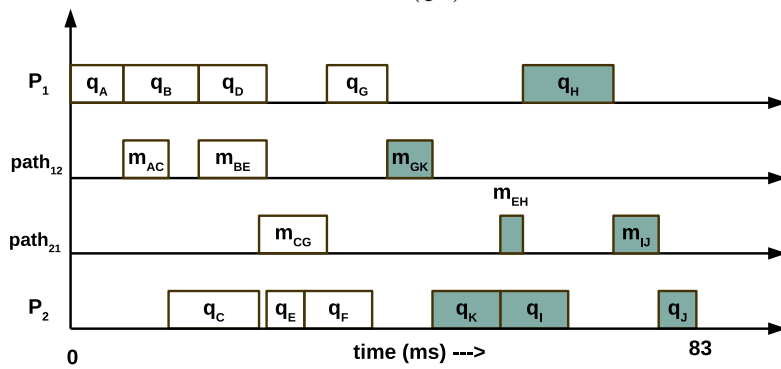 P1 qA qB qD qG qH
path12 mAC mBE mGK
mEH
path21 mCG mIJ
P2 qC qE qF qK qI qJ
0 time (ms) ---> 83